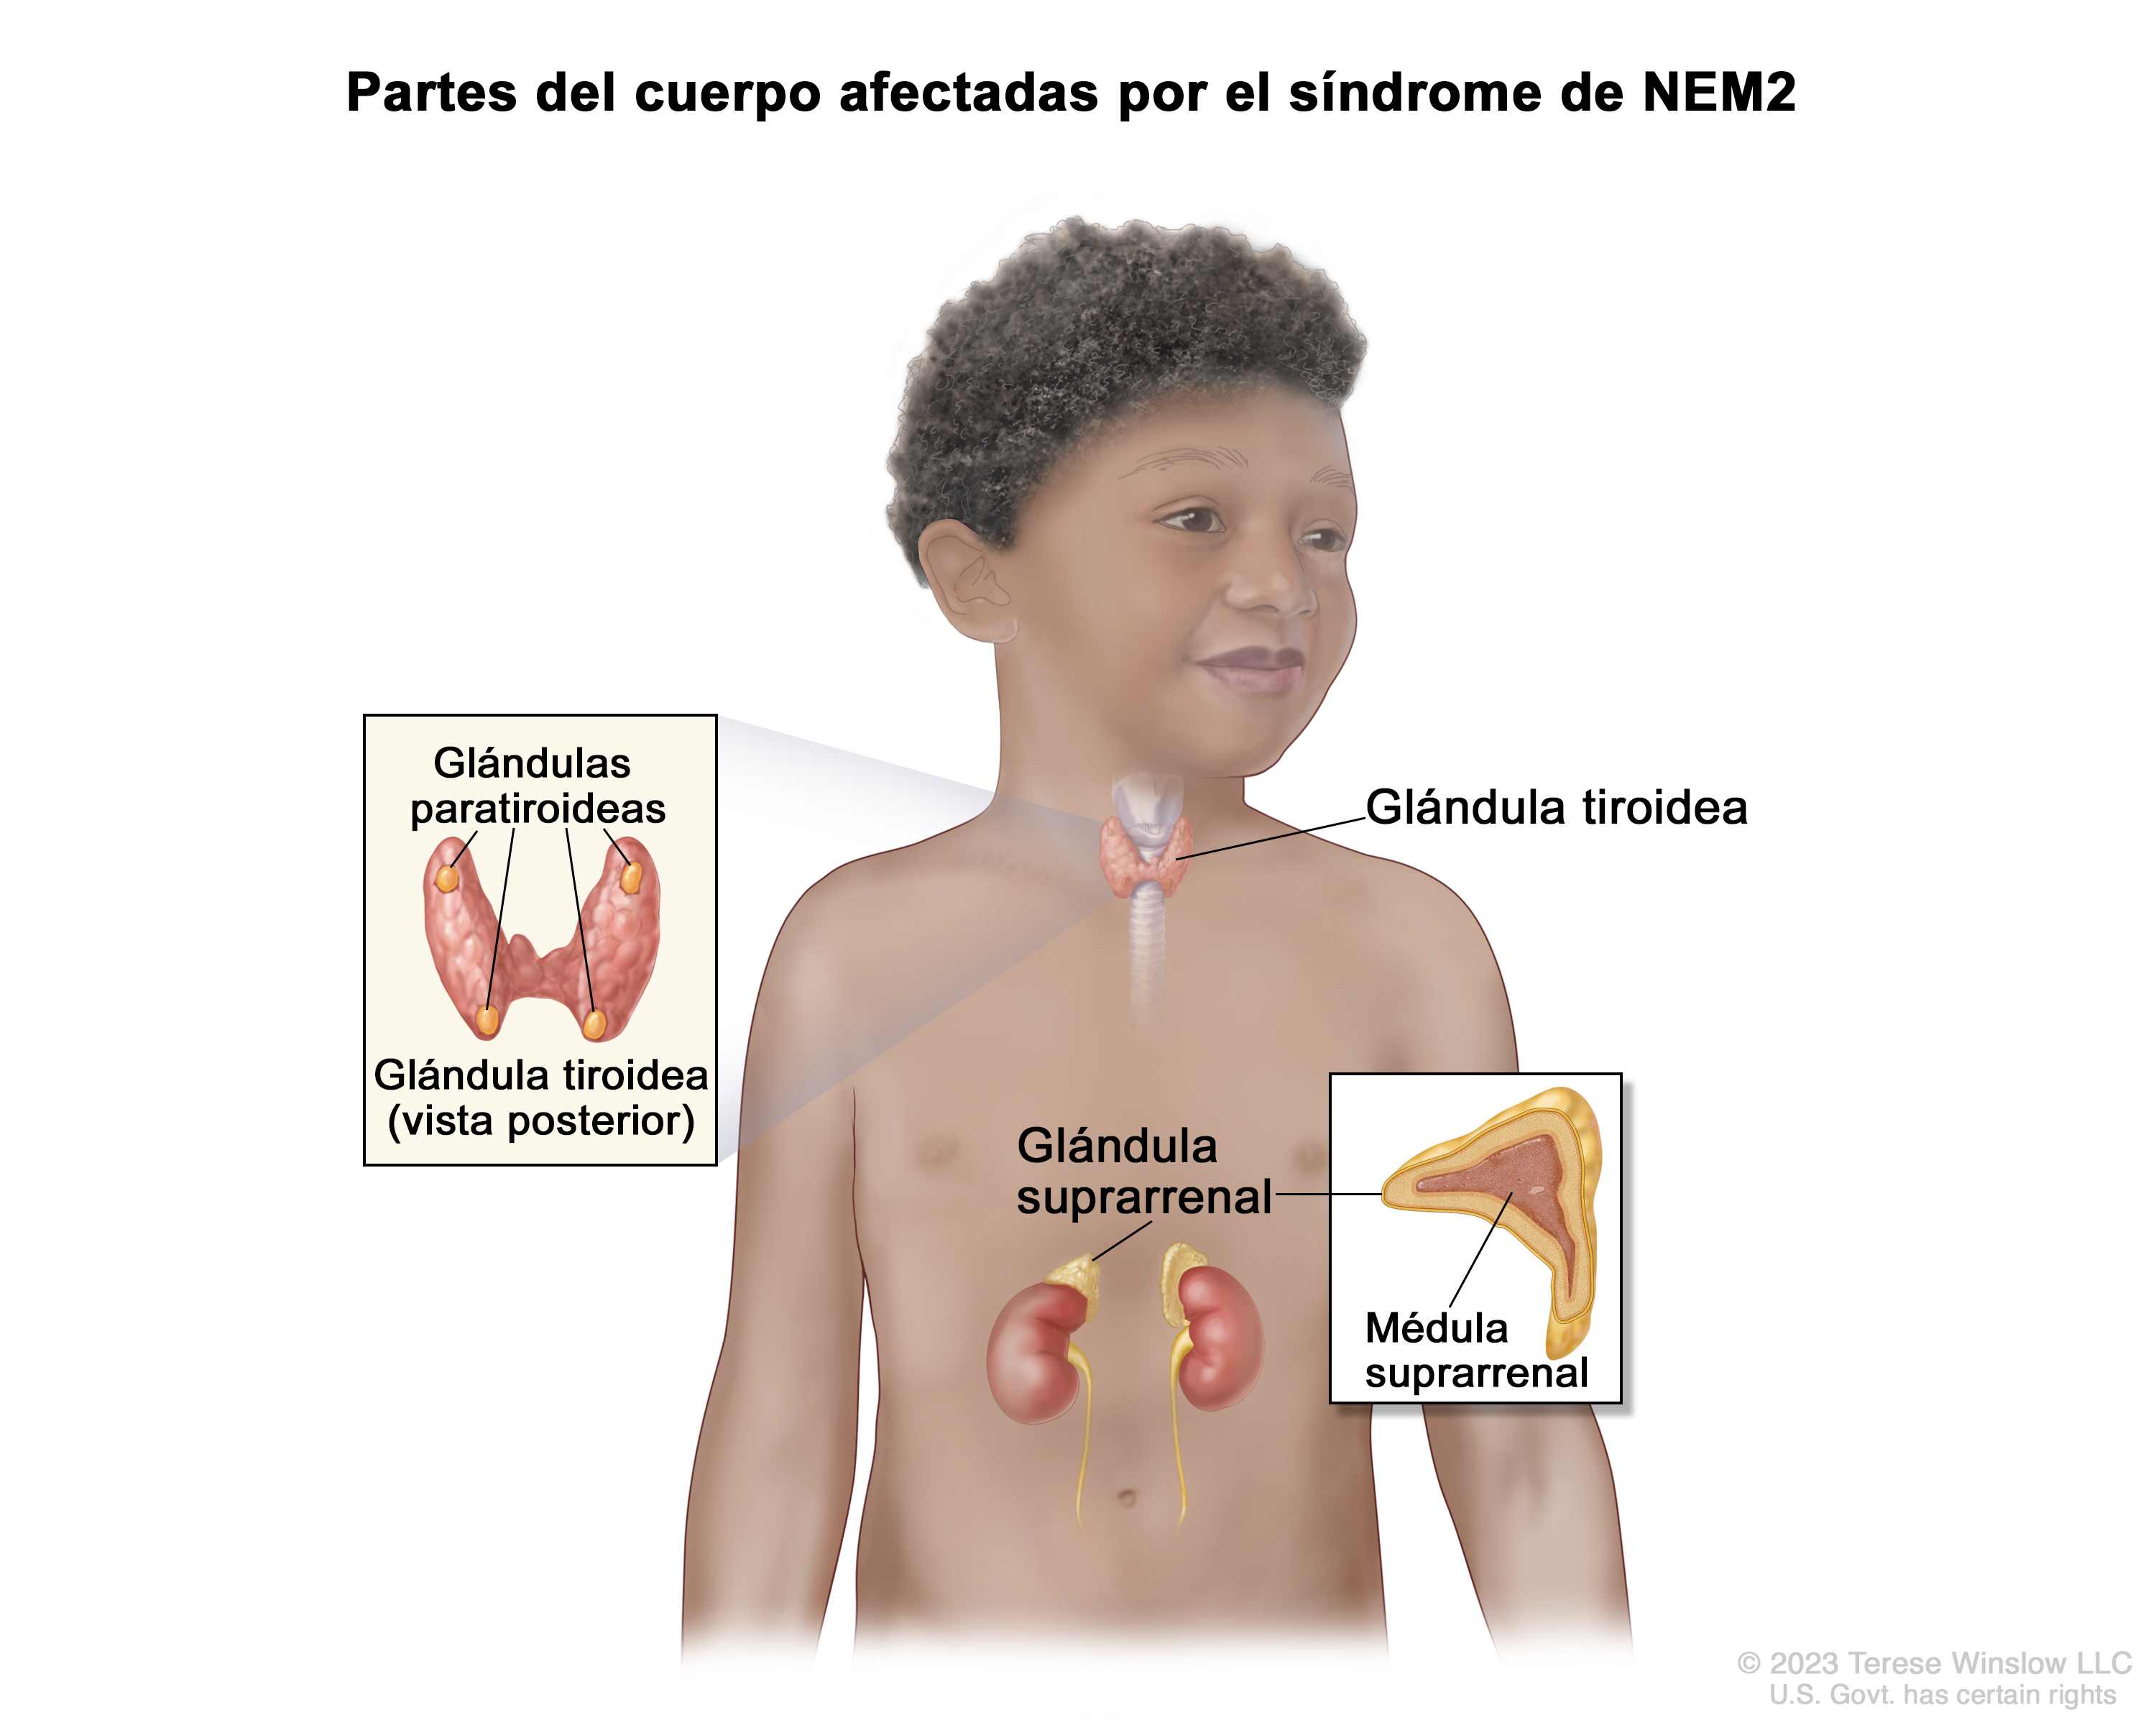 Partes del cuerpo afectadas por el síndrome de NEM2
Glándulas
paratiroideas
Glándula tiroidea
(vista posterior)
Glándula tiroidea
Glándula
suprarrenal
Médula
suprarrenal
© 2023 Terese Winslow LLC
U.S. Govt. has certain rights